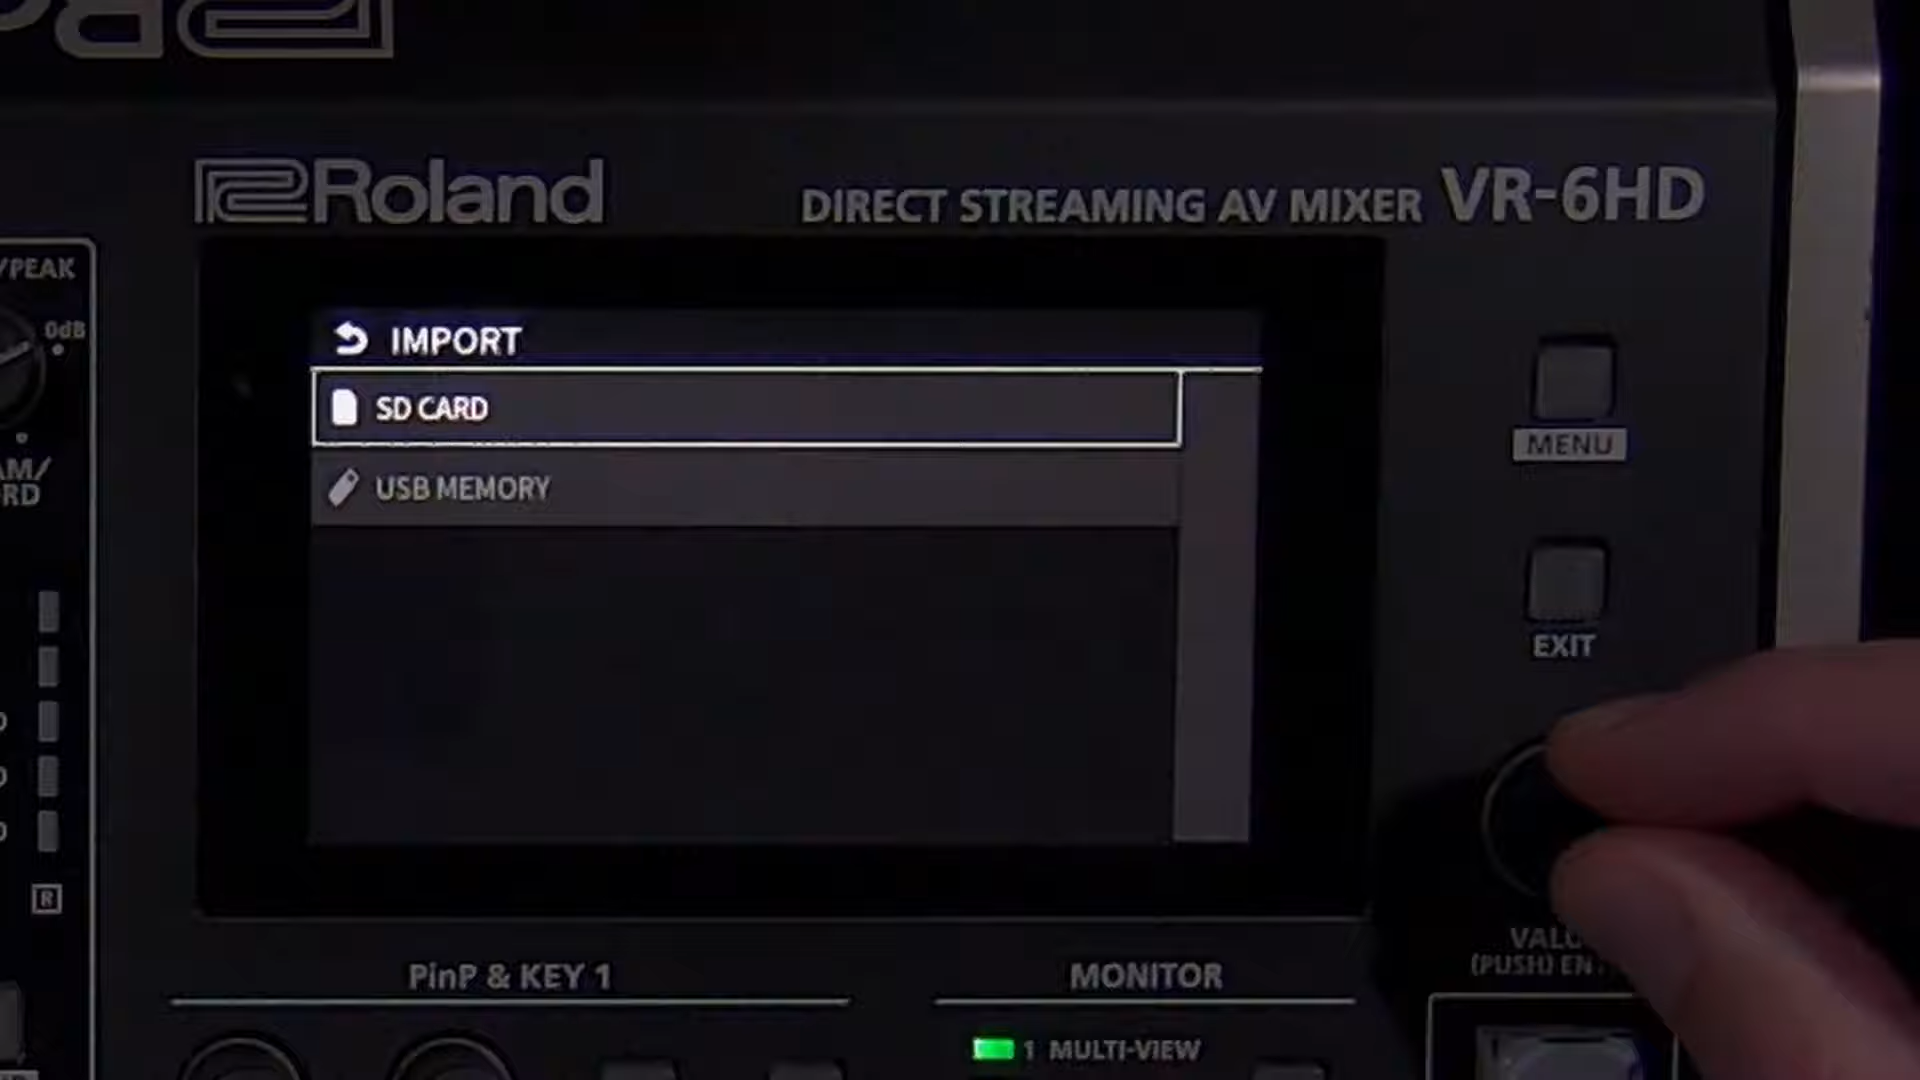 Roland
DIRECT STREAMING AV MIXER VR-6HD
/PEAK
0dB
IMPORT
SD CARD
USB MEMORY
MENU
EXIT
R
(PUSH)
PinP & KEY 1
MONITOR
1 MULTI-VIEW